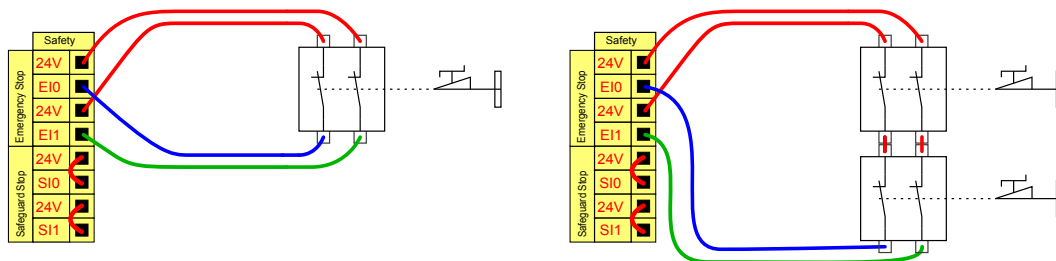 Safety
Emergency Stop
24V
EI0
24V
EI1
Safeguard Stop
24V
SI0
24V
SI1
Safety
Emergency Stop
24V
EI0
24V
EI1
Safeguard Stop
24V
SI0
24V
SI1